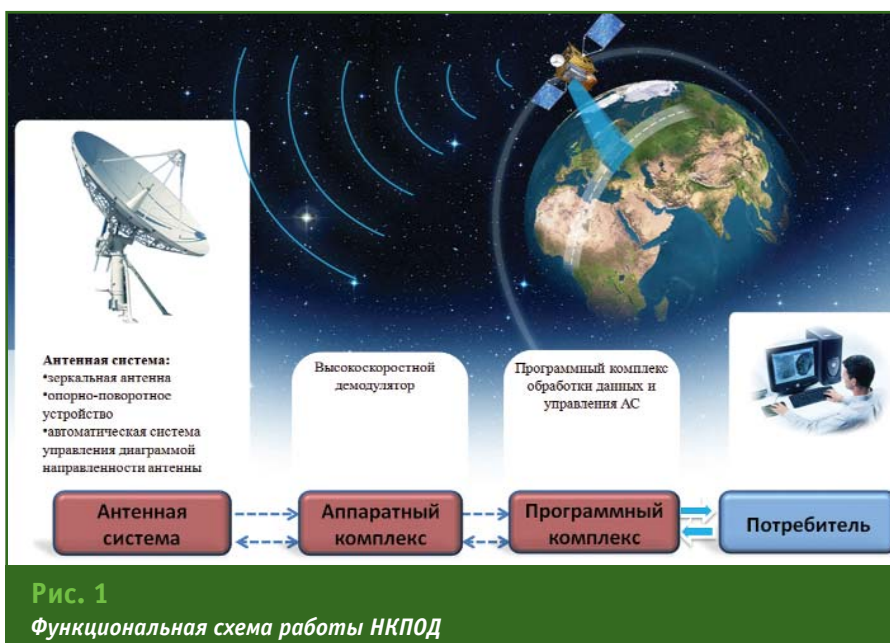 Антенная система:
•зеркальная антенна
•опорно-поворотное
устройство
•автоматическая система
управления диаграммой
направленности антенны
Высокоскоростной
демодулятор
Программный комплекс
обработки данных и
управления АС
Антенная
система
Аппаратный
комплекс
Программный
комплекс
Потребитель
Рис. 1
Функциональная схема работы НКПОД